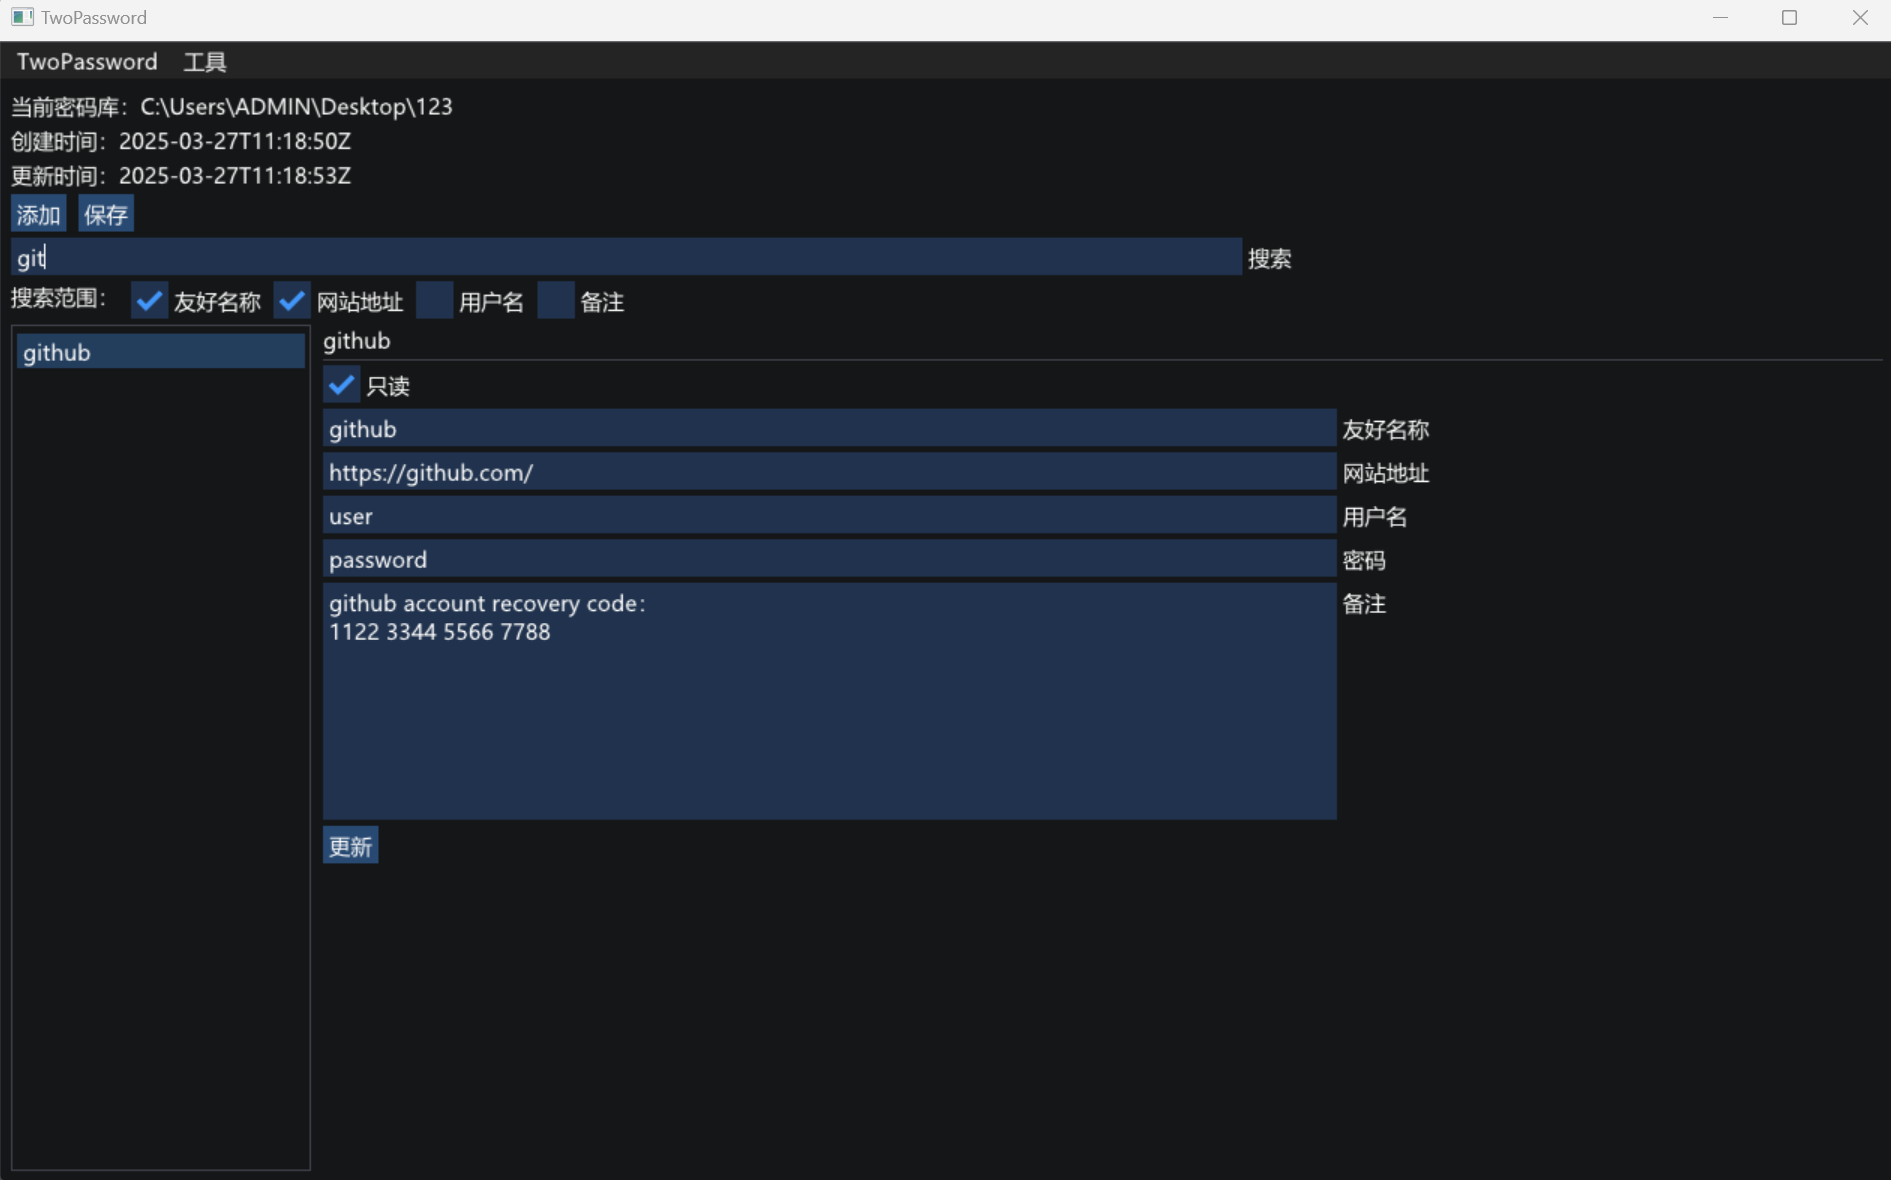 TwoPassword
TwoPassword 工具
当前密码库：C:\Users\ADMIN\Desktop\123
创建时间：2025-03-27T11:18:50Z
更新时间：2025-03-27T11:18:53Z
添加 保存
git 搜索
搜索范围： 友好名称 网站地址 用户名 备注
github
github
只读
github 友好名称
https://github.com/ 网站地址
user 用户名
password 密码
github account recovery code： 备注
1122 3344 5566 7788
更新